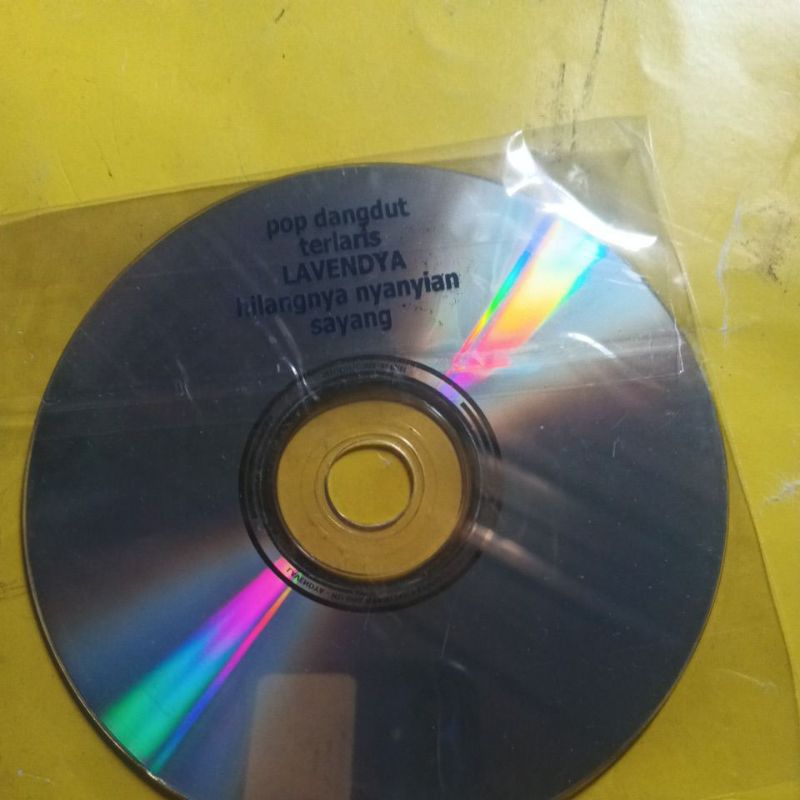 pop dangdut
terlaris
LAVENDYA
hilangnya nyanyian
sayang